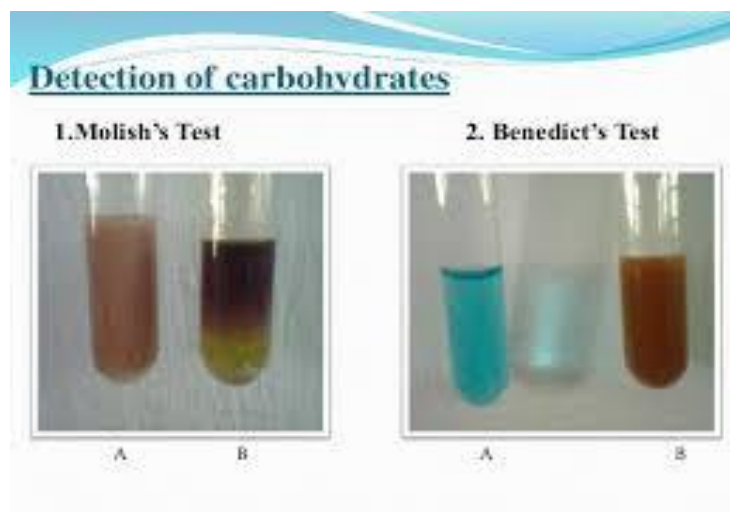 Detection of carbohydrates
1.Molish's Test
2. Benedict's Test
A
B
A
B